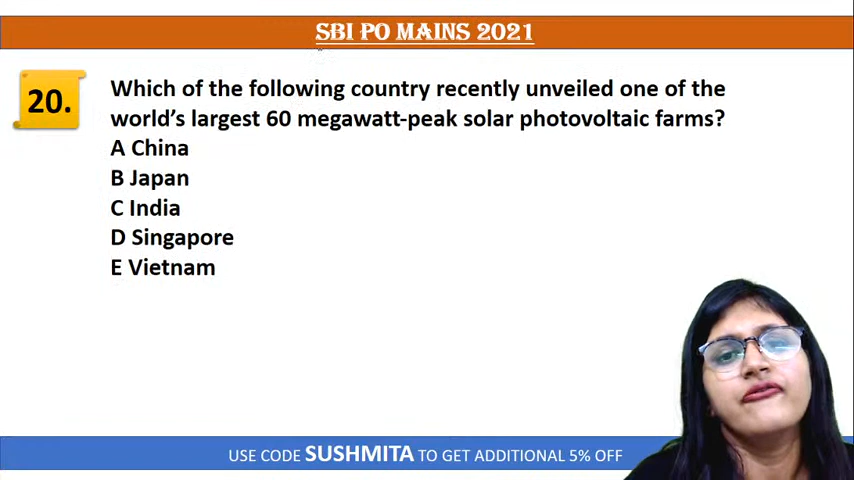 SBI PO MAINS 2021
20.
Which of the following country recently unveiled one of the
world's largest 60 megawatt-peak solar photovoltaic farms?
A China
B Japan
C India
D Singapore
E Vietnam
USE CODE SUSHMITA TO GET ADDITIONAL 5% OFF